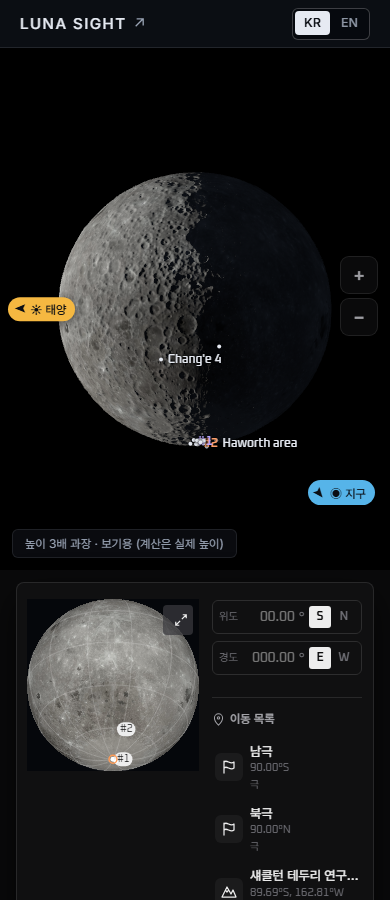 LUNA SIGHT ↗
KR EN
+
−
☀ 태양
Chang'e 4
Haworth area
◉ 지구
높이 3배 과장 · 보기용 (계산은 실제 높이)
위도 00.00 ° S N
경도 000.00 ° E W
#2
#1
이동 목록
남극
90.00°S
극
북극
90.00°N
극
섀클턴 테두리 연구...
89.69°S, 162.81°W